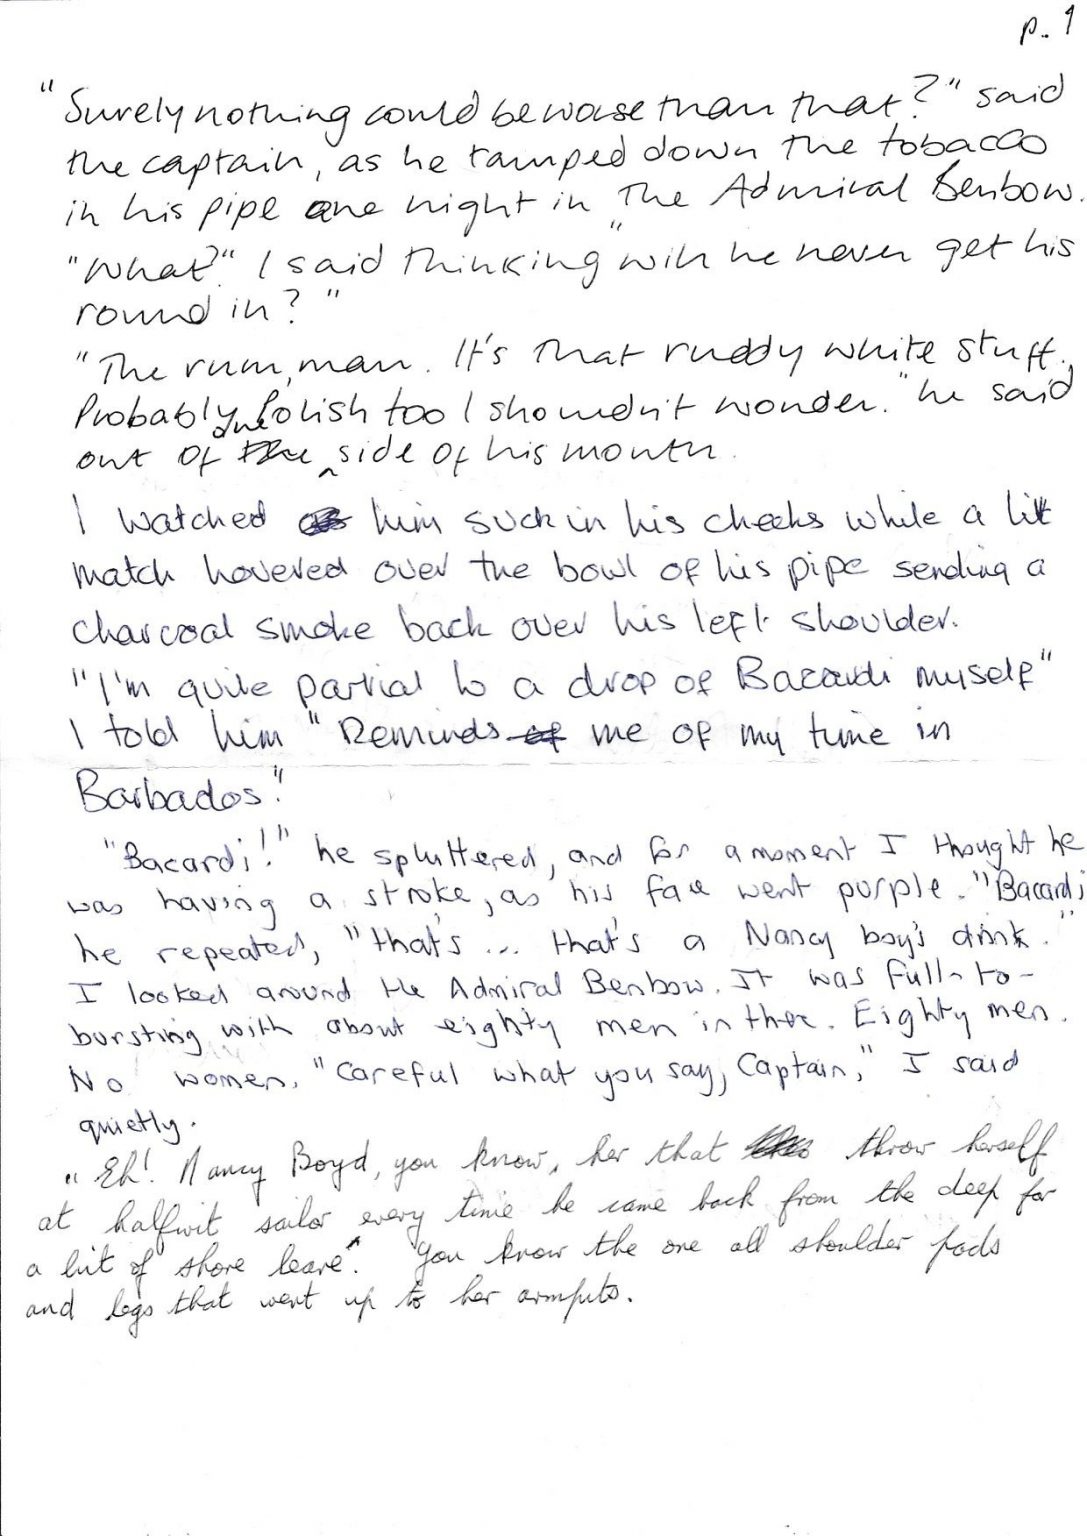 p. 1
"Surely nothing could be worse than that?" said
the captain, as he tamped down the tobacco
in his pipe one night in The Admiral Benbow.
"What?" I said thinking "will he never get his
round in?"
"The rum, man. It's that ruddy white stuff.
Probably Polish too I shouldn't wonder." he said
out of the one side of his mouth.
I watched him suck in his cheeks while a lit
match hovered over the bowl of his pipe sending a
charcoal smoke back over his left shoulder.
"I'm quite partial to a drop of Bacardi myself"
I told him "Reminds of me of my time in
Barbados."
"Bacardi!" he spluttered, and for a moment I thought he
was having a stroke, as his face went purple. "Bacardi
he repeated, "that's ... that's a Nancy boy's drink."
I looked around the Admiral Benbow. It was full-to-
bursting with about eighty men in there. Eighty men.
No women. "Careful what you say, Captain," I said
quietly.
"Eh! Nancy Boyd, you know, her that throw herself
at halfwit sailor every time he came back from the deep for
a bit of shore leave." You know the one all shoulder pads
and legs that went up to her armpits.